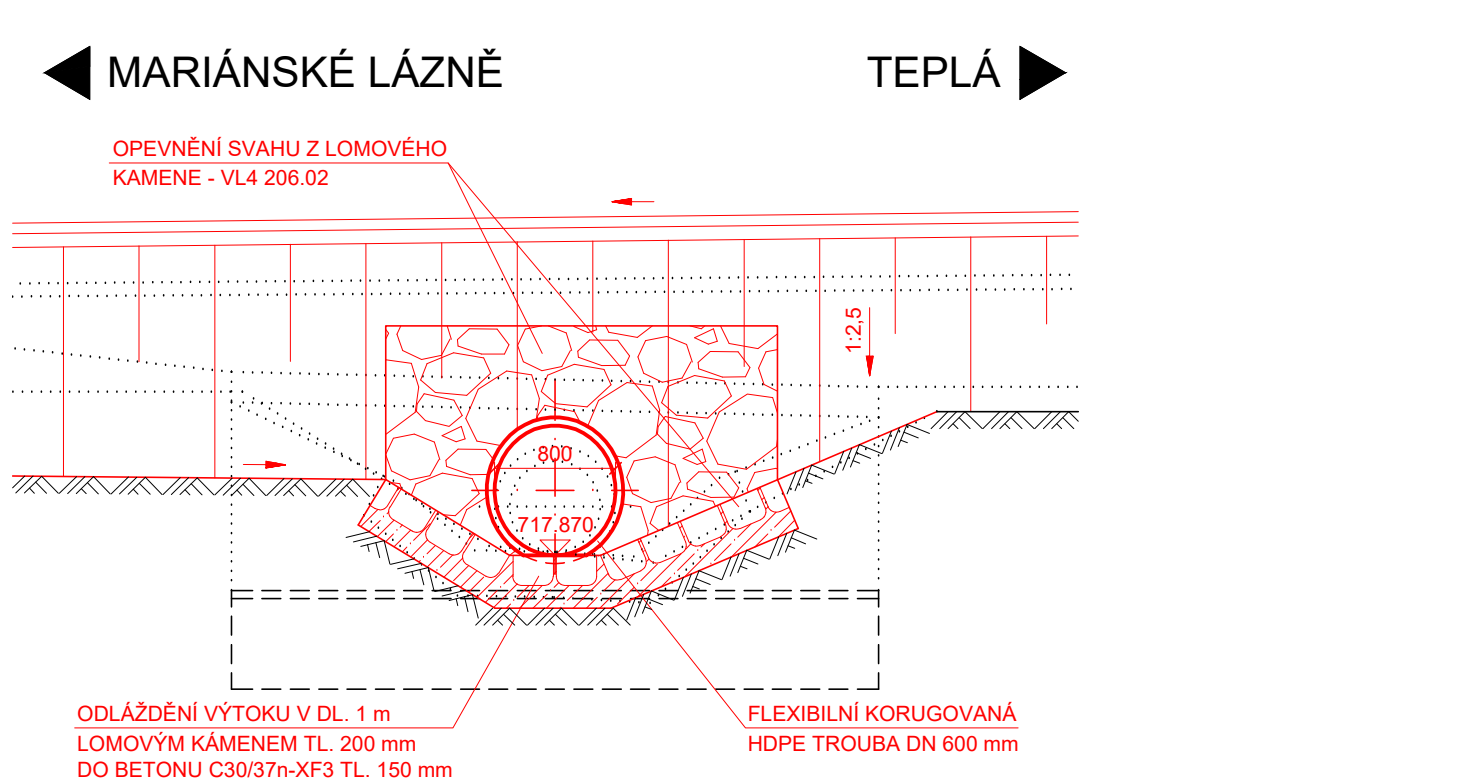 MARIÁNSKÉ LÁZNĚ
TEPLÁ
OPEVNĚNÍ SVAHU Z LOMOVÉHO
KAMENE - VL4 206.02
1:2,5
800
717.870
ODLÁŽDĚNÍ VÝTOKU V DL. 1 m
LOMOVÝM KÁMENEM TL. 200 mm
DO BETONU C30/37n-XF3 TL. 150 mm
FLEXIBILNÍ KORUGOVANÁ
HDPE TROUBA DN 600 mm